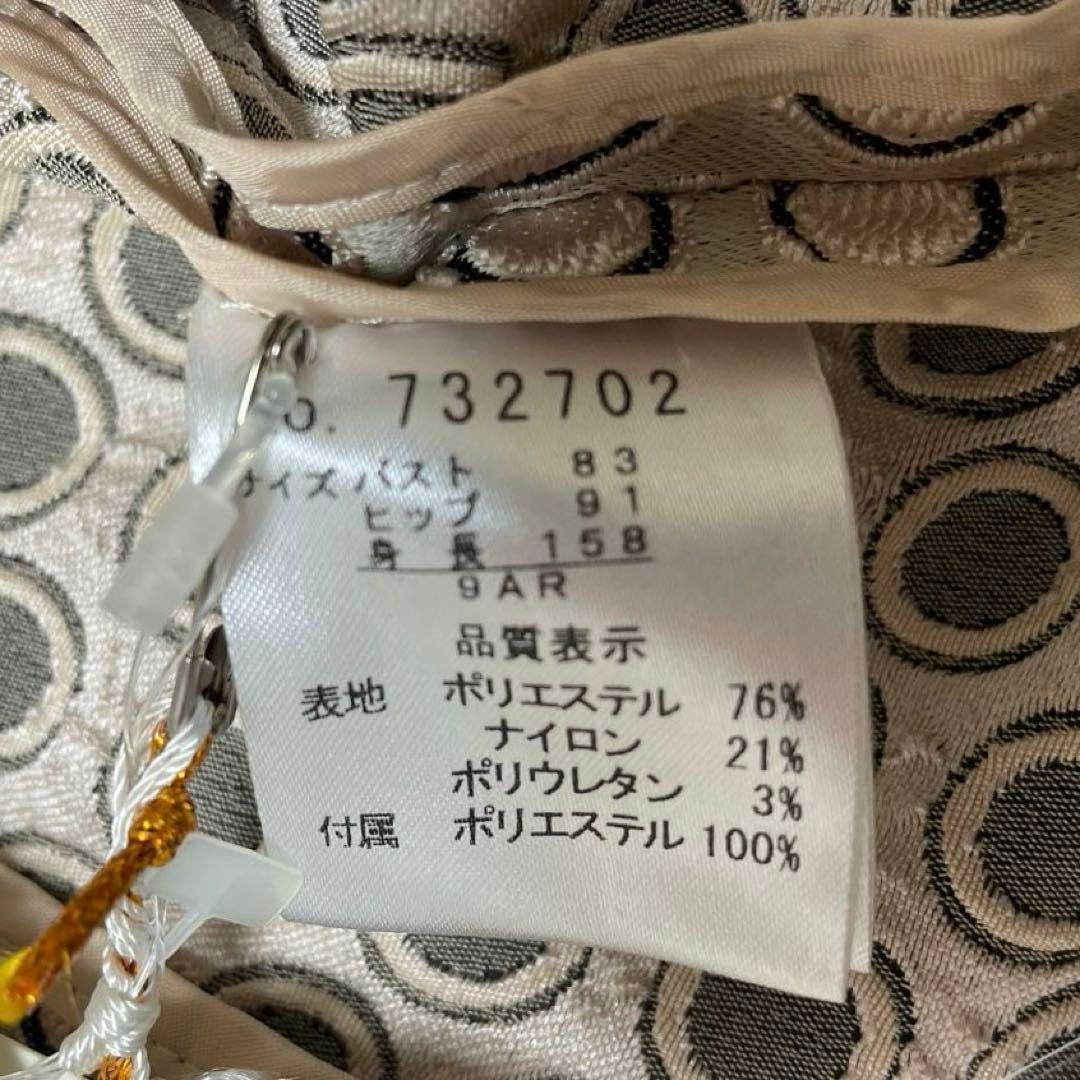 o. 732702
サイズ バスト 83
ヒップ 91
身長 158
9AR
品質表示
表地 ポリエステル 76%
ナイロン 21%
ポリウレタン 3%
付属 ポリエステル 100%